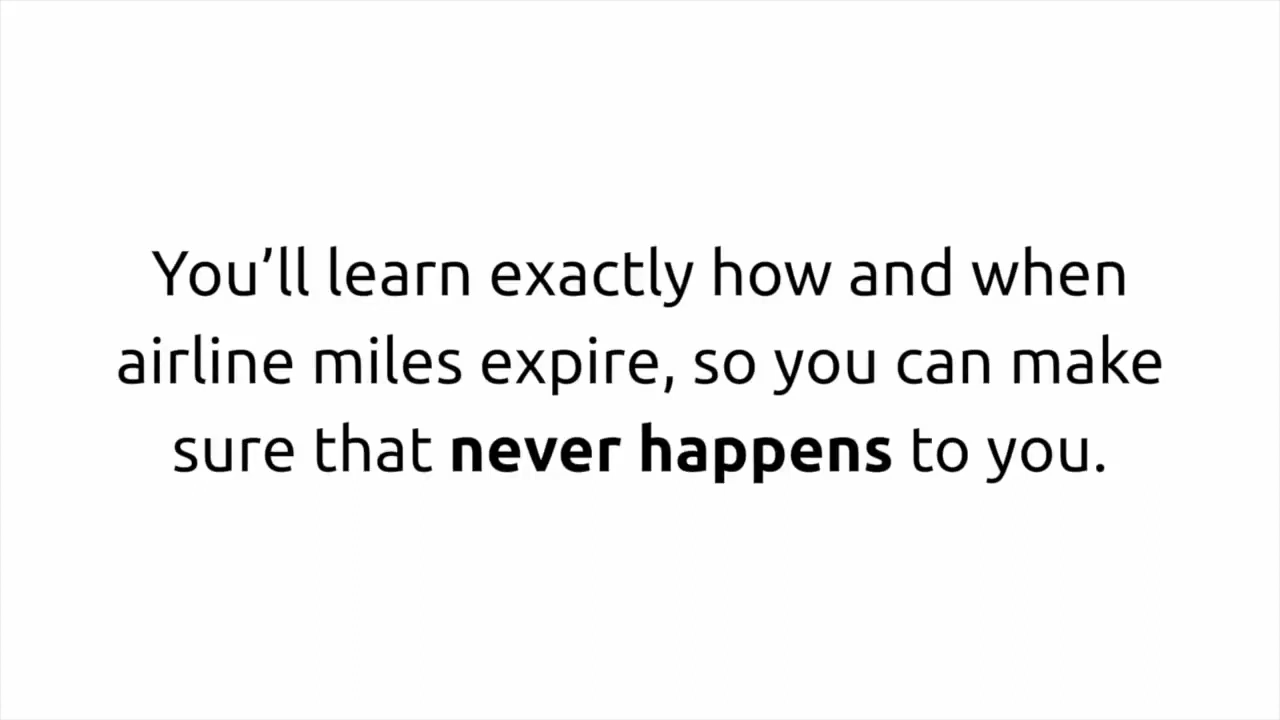 You’ll learn exactly how and when
airline miles expire, so you can make
sure that never happens to you.